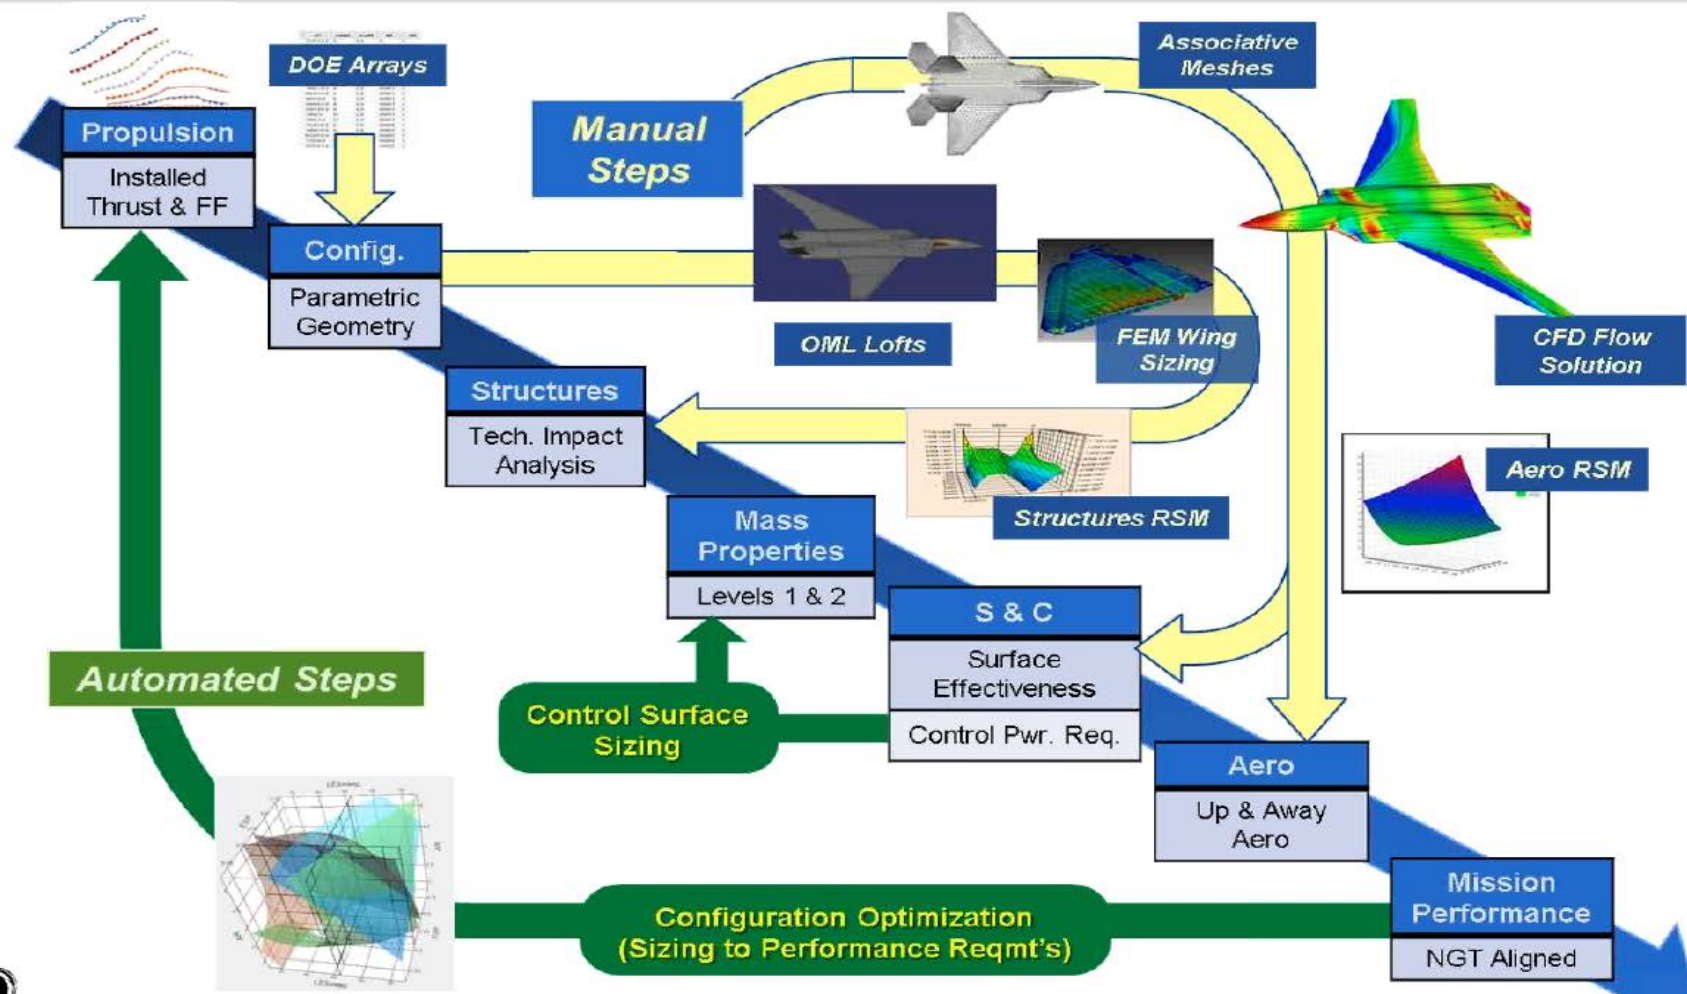 DOE Arrays
Associative
Meshes
Propulsion
Installed
Thrust & FF
Manual
Steps
Config.
Parametric
Geometry
OML Lofts
FEM Wing
Sizing
CFD Flow
Solution
Structures
Tech. Impact
Analysis
Structures RSM
Aero RSM
Mass
Properties
Levels 1 & 2
S & C
Surface
Effectiveness
Control Pwr. Req.
Automated Steps
Control Surface
Sizing
Aero
Up & Away
Aero
Mission
Performance
NGT Aligned
Configuration Optimization
(Sizing to Performance Reqmt's)